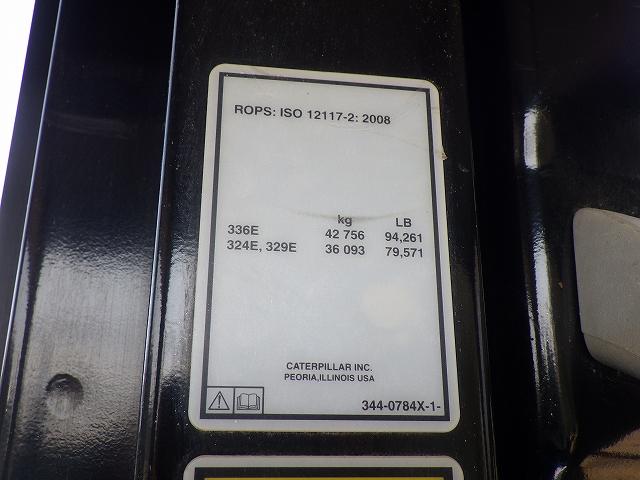 ROPS: ISO 12117-2: 2008
kg LB
336E 42 756 94,261
324E, 329E 36 093 79,571
CATERPILLAR INC.
PEORIA,ILLINOIS USA
344-0784X-1-